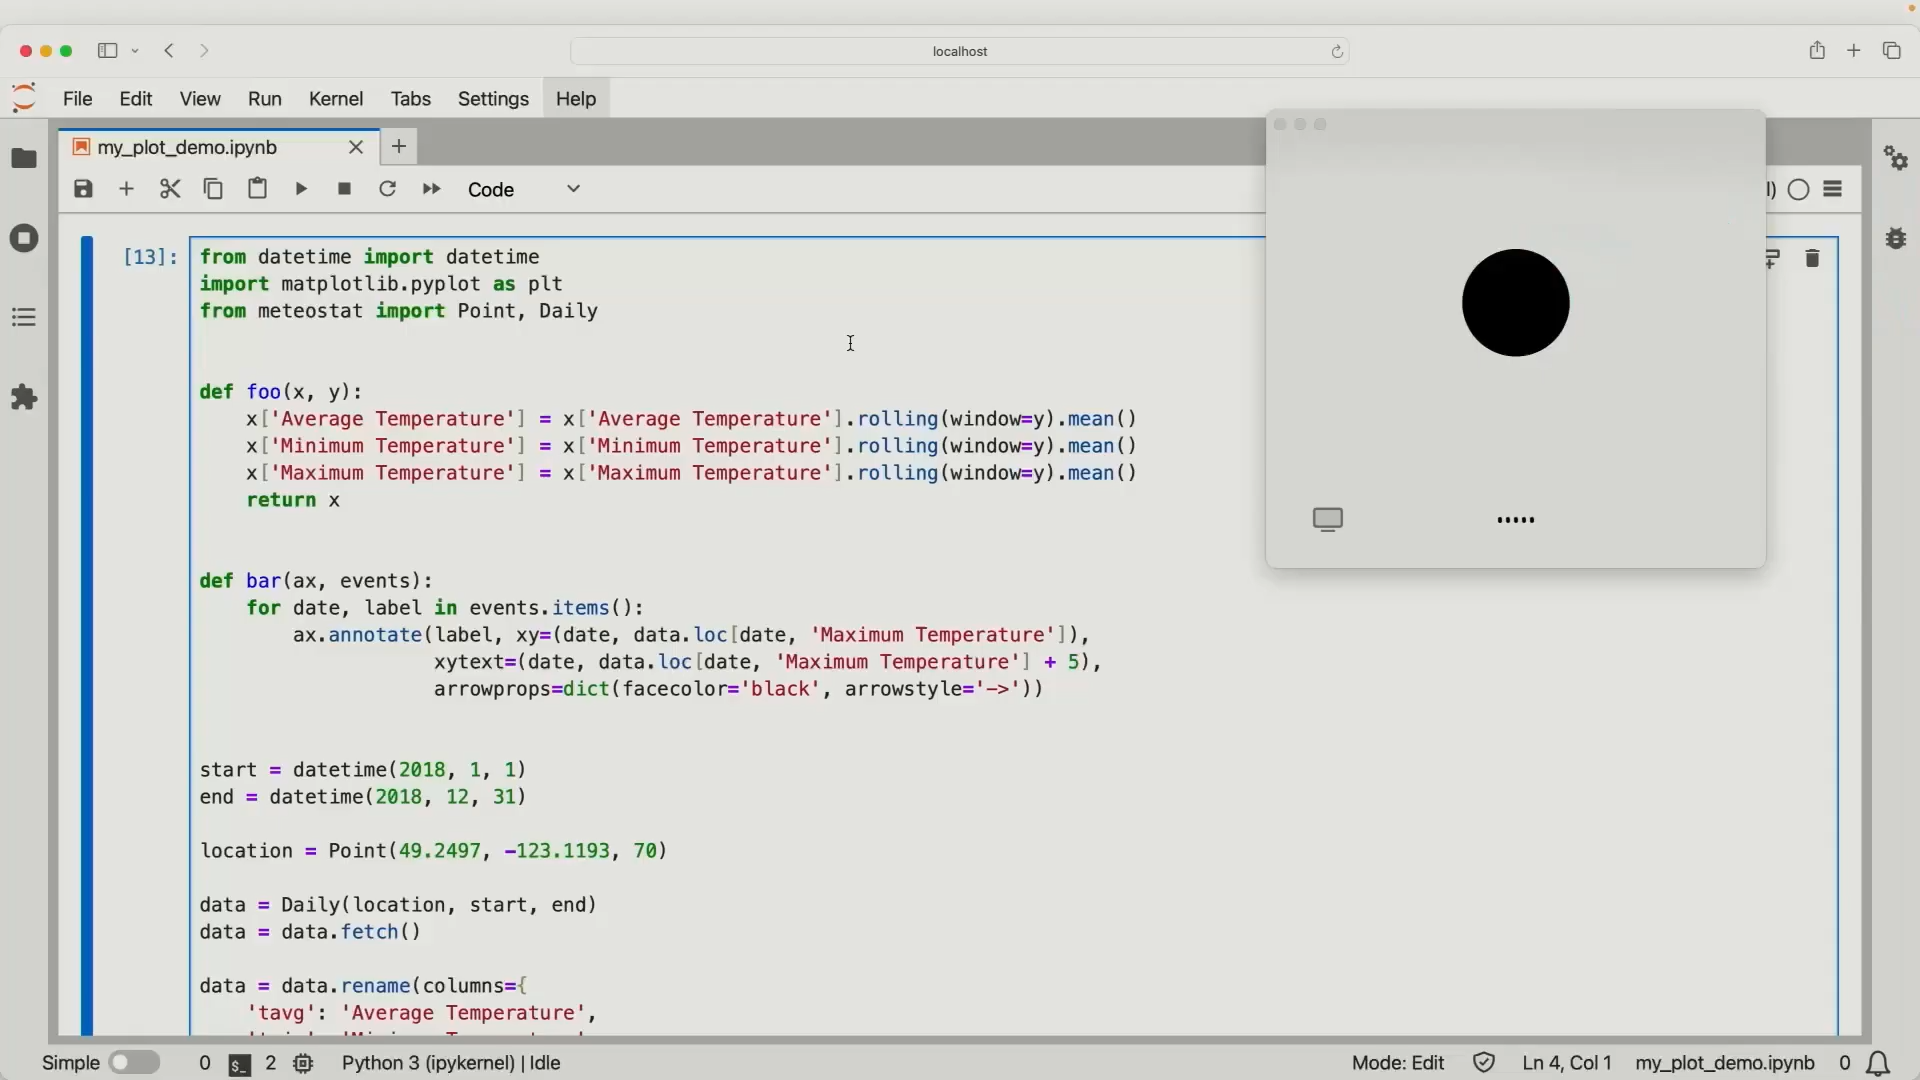 localhost
File Edit View Run Kernel Tabs Settings Help
my_plot_demo.ipynb
Code
[13]:
from datetime import datetime
import matplotlib.pyplot as plt
from meteostat import Point, Daily
def foo(x, y):
    x['Average Temperature'] = x['Average Temperature'].rolling(window=y).mean()
    x['Minimum Temperature'] = x['Minimum Temperature'].rolling(window=y).mean()
    x['Maximum Temperature'] = x['Maximum Temperature'].rolling(window=y).mean()
    return x
def bar(ax, events):
    for date, label in events.items():
        ax.annotate(label, xy=(date, data.loc[date, 'Maximum Temperature']),
                    xytext=(date, data.loc[date, 'Maximum Temperature'] + 5),
                    arrowprops=dict(facecolor='black', arrowstyle='->'))
start = datetime(2018, 1, 1)
end = datetime(2018, 12, 31)
location = Point(49.2497, -123.1193, 70)
data = Daily(location, start, end)
data = data.fetch()
data = data.rename(columns={
    'tavg': 'Average Temperature',
Simple 0 $_ 2 Python 3 (ipykernel) | Idle Mode: Edit Ln 4, Col 1 my_plot_demo.ipynb 0